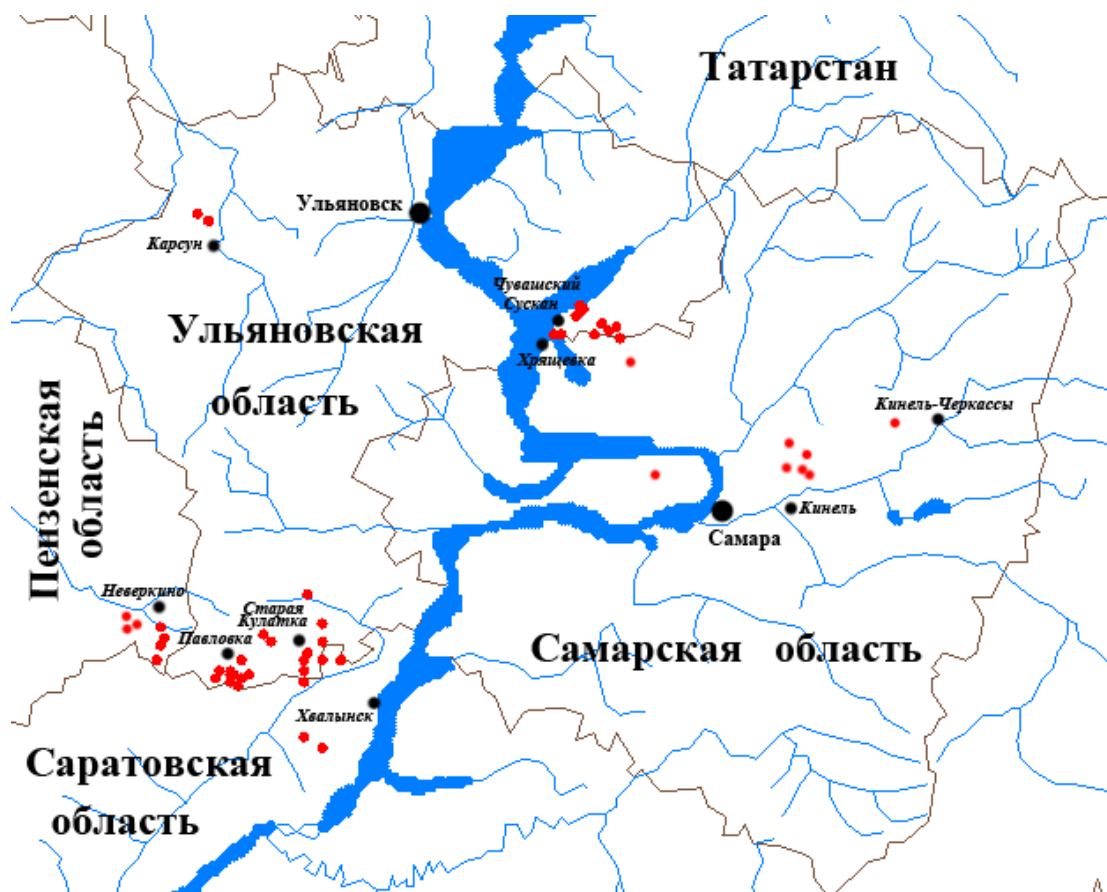 Татарстан
Ульяновск
Карсун
Чувашский
Сускан
Ульяновская
область
Хрящевка
Кинель-Черкассы
Пензенская
область
Кинель
Самара
Неверкино
Старая
Кулатка
Павловка
Самарская область
Хвалынск
Саратовская
область